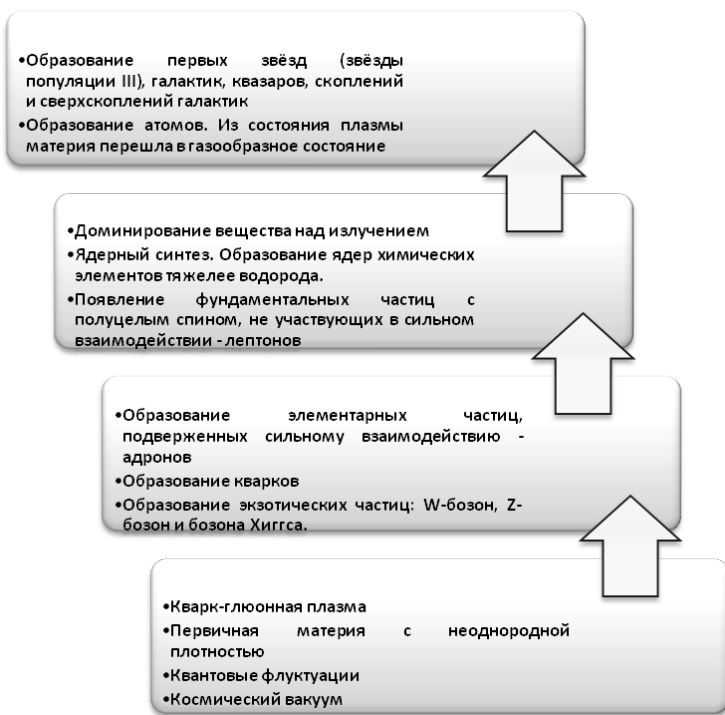 •Образование первых звёзд (звёзды
популяции III), галактик, квазаров, скоплений
и сверхскоплений галактик
•Образование атомов. Из состояния плазмы
материя перешла в газообразное состояние
•Доминирование вещества над излучением
•Ядерный синтез. Образование ядер химических
элементов тяжелее водорода.
•Появление фундаментальных частиц с
полуцелым спином, не участвующих в сильном
взаимодействии - лептонов
•Образование элементарных частиц,
подверженных сильному взаимодействию -
адронов
•Образование кварков
•Образование экзотических частиц: W-бозон, Z-
бозон и бозона Хиггса.
•Кварк-глюонная плазма
•Первичная материя с неоднородной
плотностью
•Квантовые флуктуации
•Космический вакуум